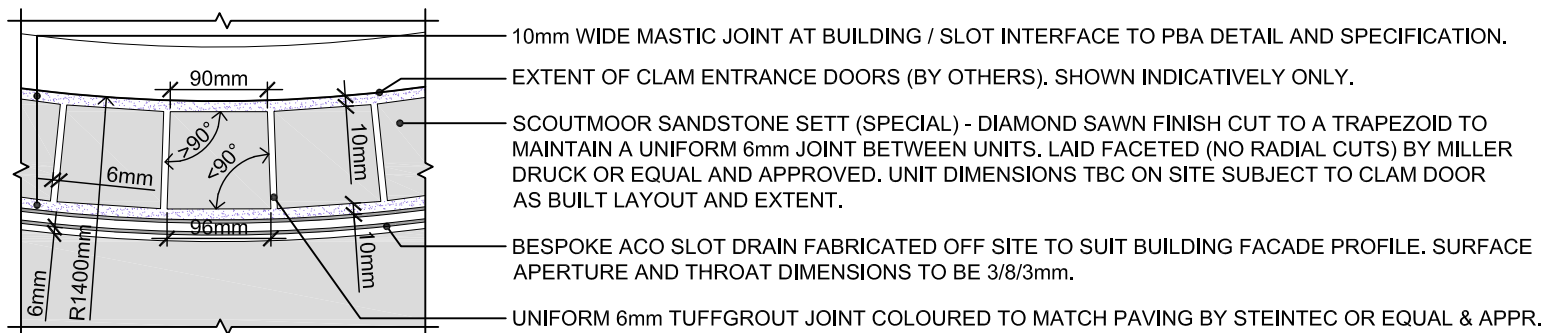 10mm WIDE MASTIC JOINT AT BUILDING / SLOT INTERFACE TO PBA DETAIL AND SPECIFICATION.
EXTENT OF CLAM ENTRANCE DOORS (BY OTHERS). SHOWN INDICATIVELY ONLY.
SCOUTMOOR SANDSTONE SETT (SPECIAL) - DIAMOND SAWN FINISH CUT TO A TRAPEZOID TO
MAINTAIN A UNIFORM 6mm JOINT BETWEEN UNITS. LAID FACETED (NO RADIAL CUTS) BY MILLER
DRUCK OR EQUAL AND APPROVED. UNIT DIMENSIONS TBC ON SITE SUBJECT TO CLAM DOOR
AS BUILT LAYOUT AND EXTENT.
BESPOKE ACO SLOT DRAIN FABRICATED OFF SITE TO SUIT BUILDING FACADE PROFILE. SURFACE
APERTURE AND THROAT DIMENSIONS TO BE 3/8/3mm.
UNIFORM 6mm TUFFGROUT JOINT COLOURED TO MATCH PAVING BY STEINTEC OR EQUAL & APPR.
90mm
>90°
<90°
10mm
6mm
96mm
10mm
6mm
R1400mm